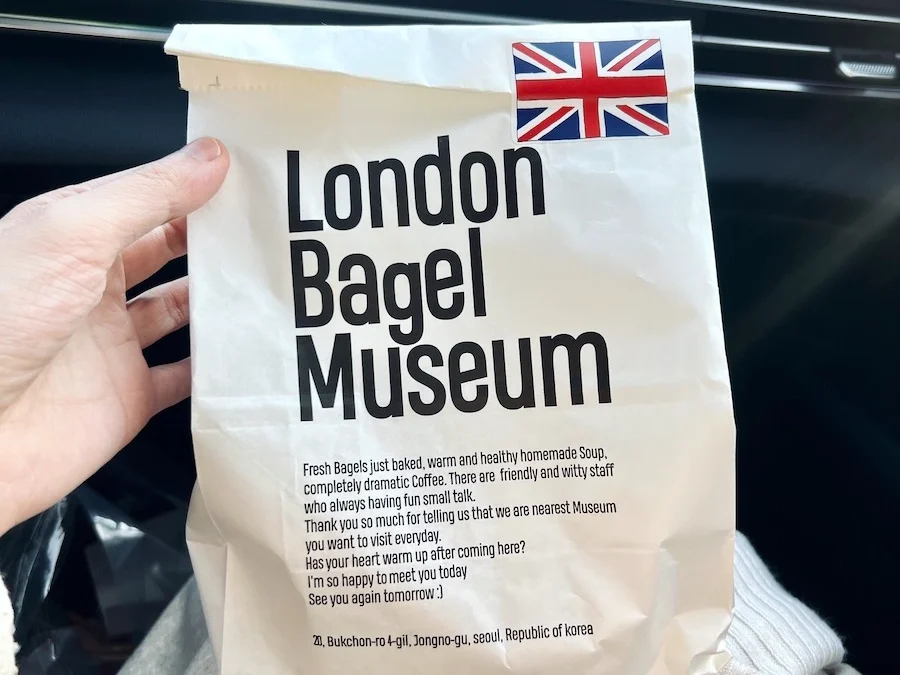 London
Bagel
Museum
Fresh Bagels just baked, warm and healthy homemade Soup,
completely dramatic Coffee. There are friendly and witty staff
who always having fun small talk.
Thank you so much for telling us that we are nearest Museum
you want to visit everyday.
Has your heart warm up after coming here?
I'm so happy to meet you today
See you again tomorrow :)
20, Bukchon-ro 4-gil, Jongno-gu, seoul, Republic of korea